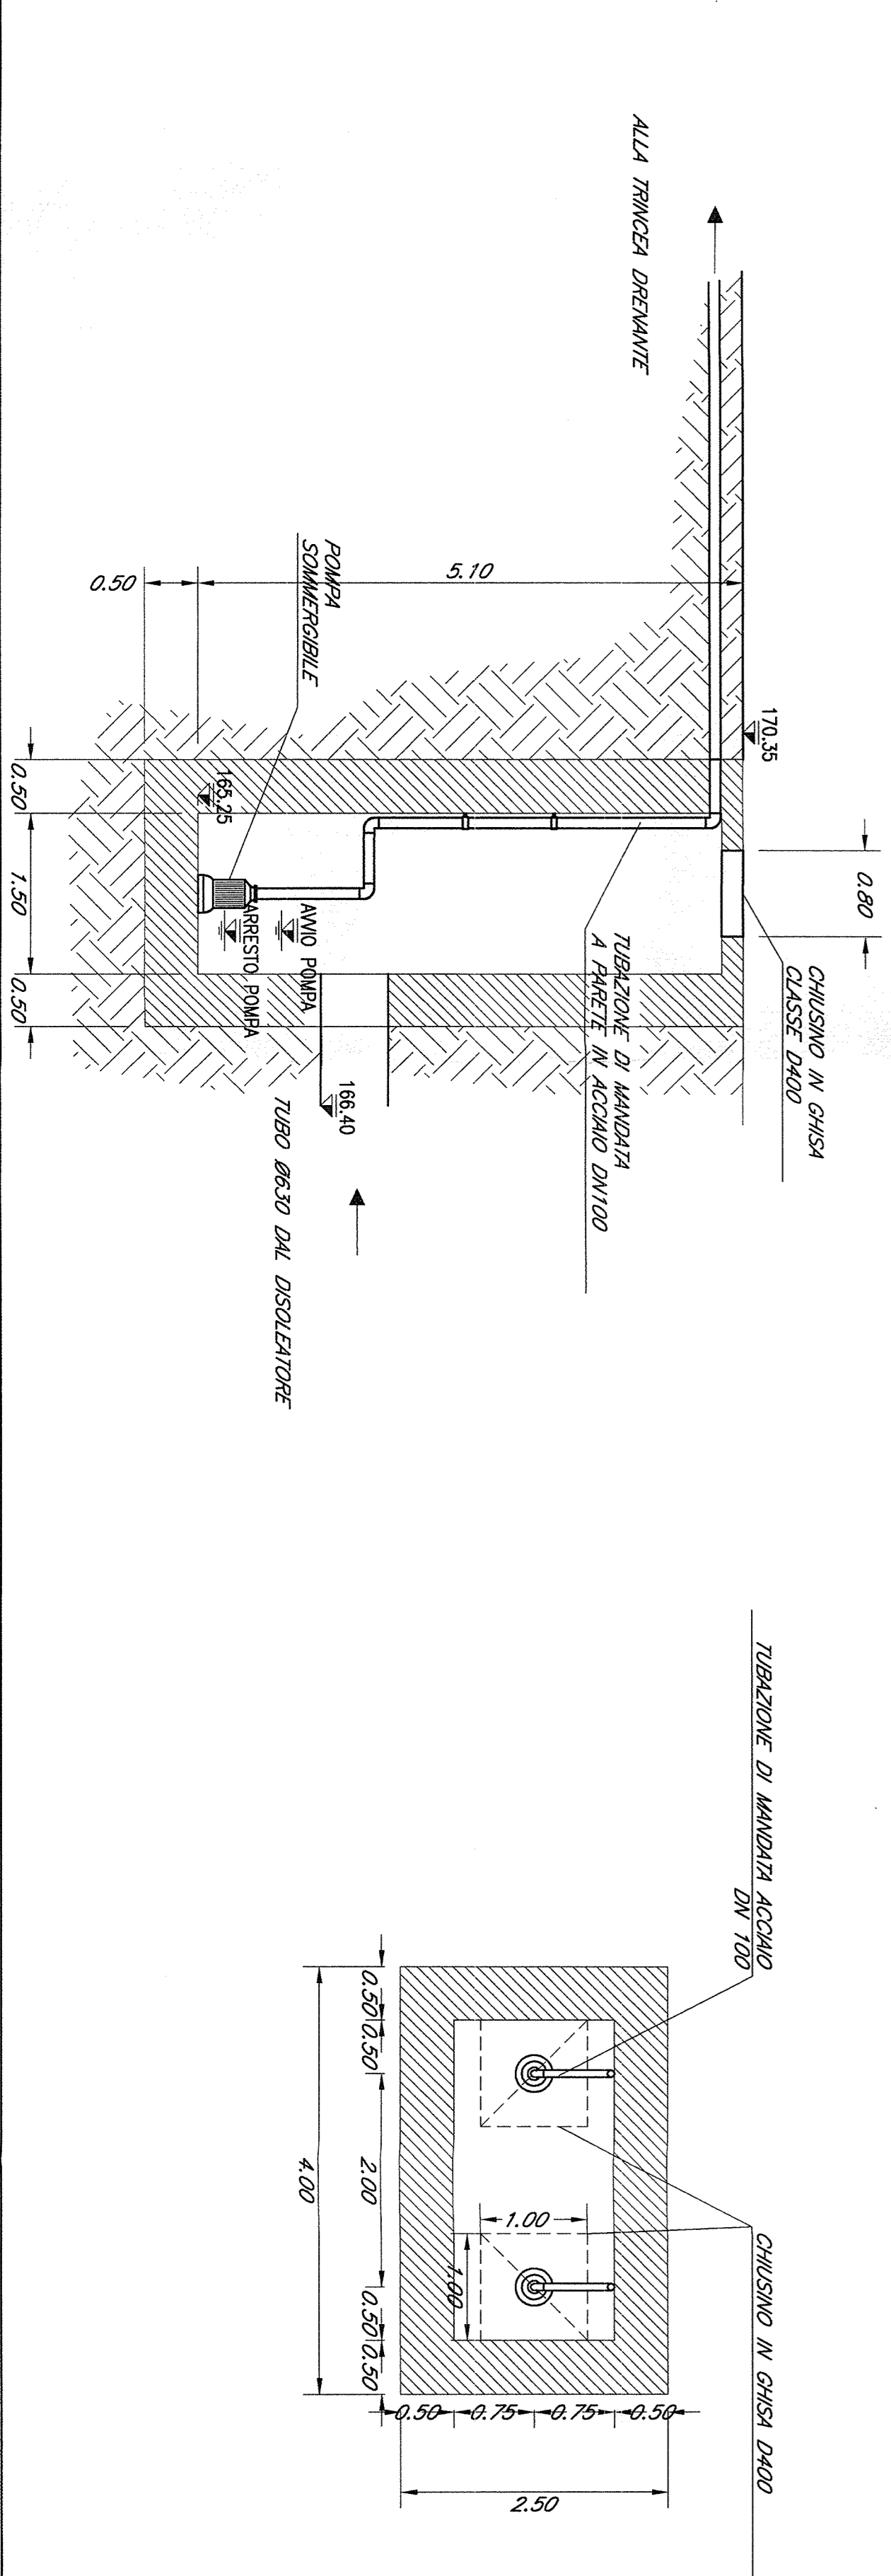 ALLA TRINCEA DRENANTE
170.35
0.80
CHIUSINO IN GHISA
CLASSE D400
5.10
0.50
POMPA
SOMMERGIBILE
TUBAZIONE DI MANDATA
A PARETE IN ACCIAIO DN100
165.25
AVVIO POMPA
ARRESTO POMPA
166.40
TUBO Ø630 DAL DISOLEATORE
0.50
1.50
0.50
TUBAZIONE DI MANDATA ACCIAIO
DN 100
CHIUSINO IN GHISA D400
1.00
1.00
0.50
0.50
2.00
0.50
0.50
4.00
0.50
0.75
0.75
0.50
2.50